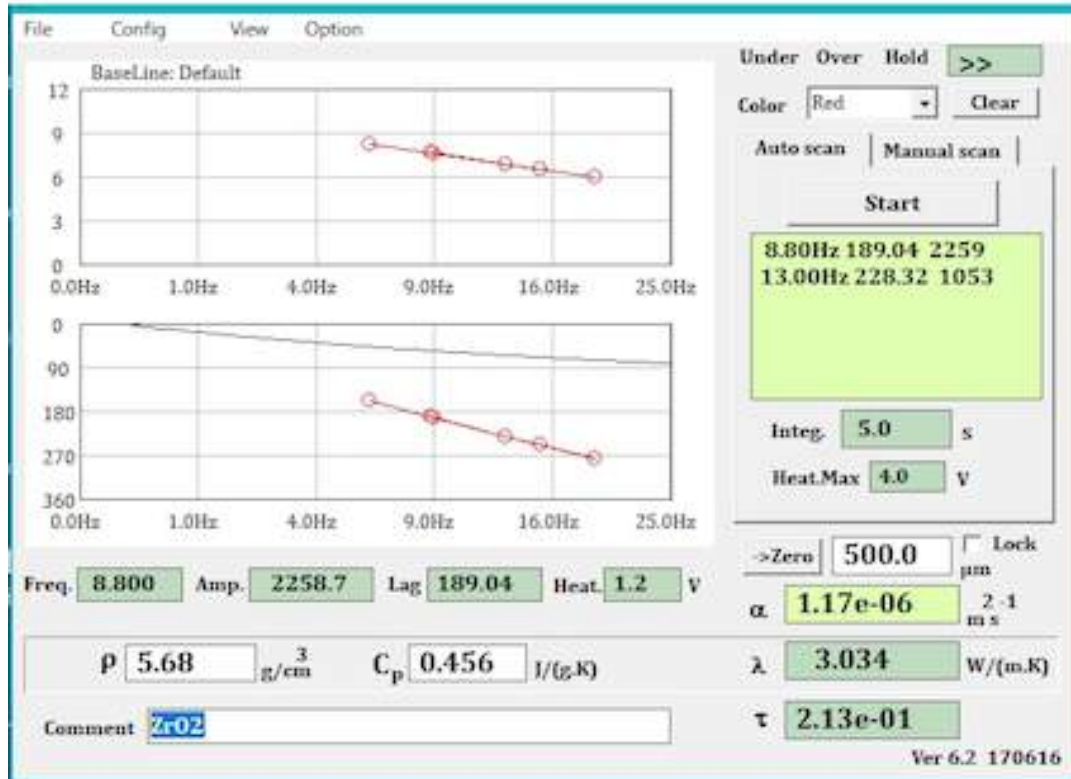 File Config View Option
BaseLine: Default
12
9
6
3
0
0.0Hz 1.0Hz 4.0Hz 9.0Hz 16.0Hz 25.0Hz
0
90
180
270
360
0.0Hz 1.0Hz 4.0Hz 9.0Hz 16.0Hz 25.0Hz
Under Over Hold >>
Color Red Clear
Auto scan Manual scan
Start
8.80Hz 189.04 2259
13.00Hz 228.32 1053
Integ. 5.0 s
Heat.Max 4.0 V
->Zero 500.0 μm Lock
Freq. 8.800 Amp. 2258.7 Lag 189.04 Heat. 1.2 V
α 1.17e-06 m² s⁻¹
ρ 5.68 g/cm³ Cp 0.456 J/(g.K)
λ 3.034 W/(m.K)
Comment ZrO2
τ 2.13e-01
Ver 6.2 170616